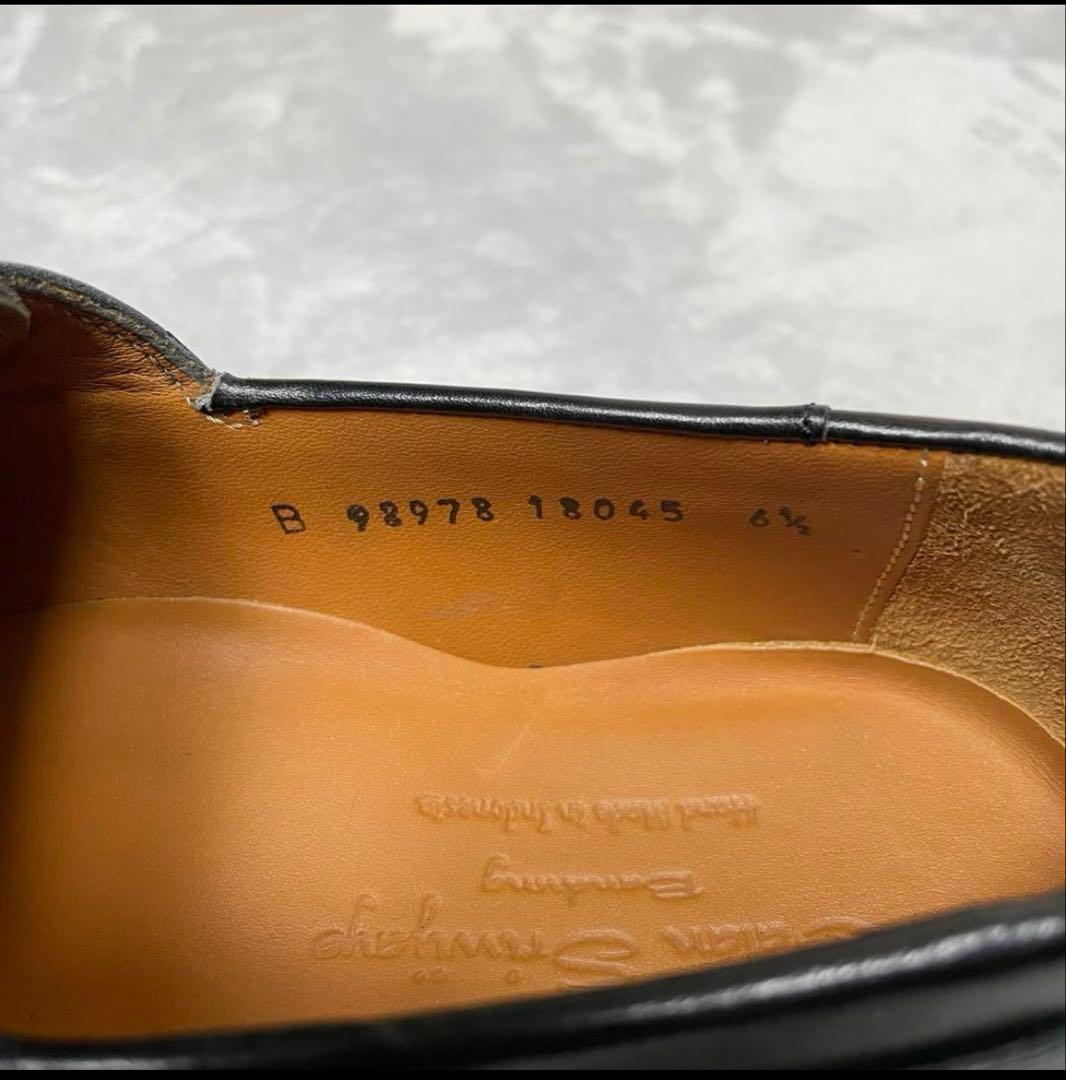 B 98978 18045 6½
Hand Made in Indonesia
Bandung
Sriwijaya